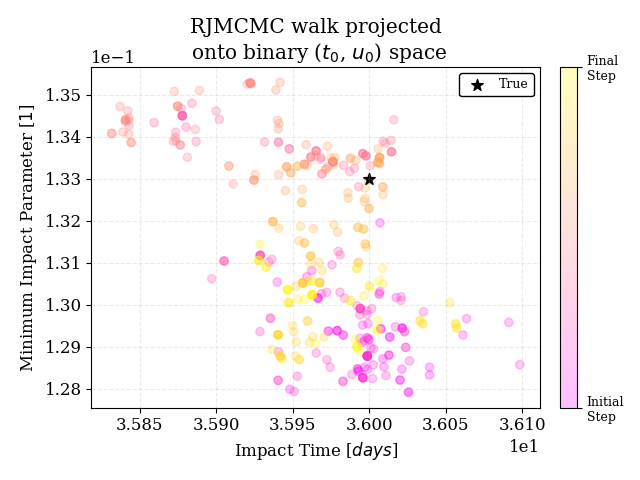 RJMCMC walk projected
onto binary (t₀, u₀) space
1e−1
1.35
1.34
1.33
1.32
1.31
1.30
1.29
1.28
Minimum Impact Parameter [1]
True
Final
Step
Initial
Step
3.585
3.590
3.595
3.600
3.605
3.610
1e1
Impact Time [days]